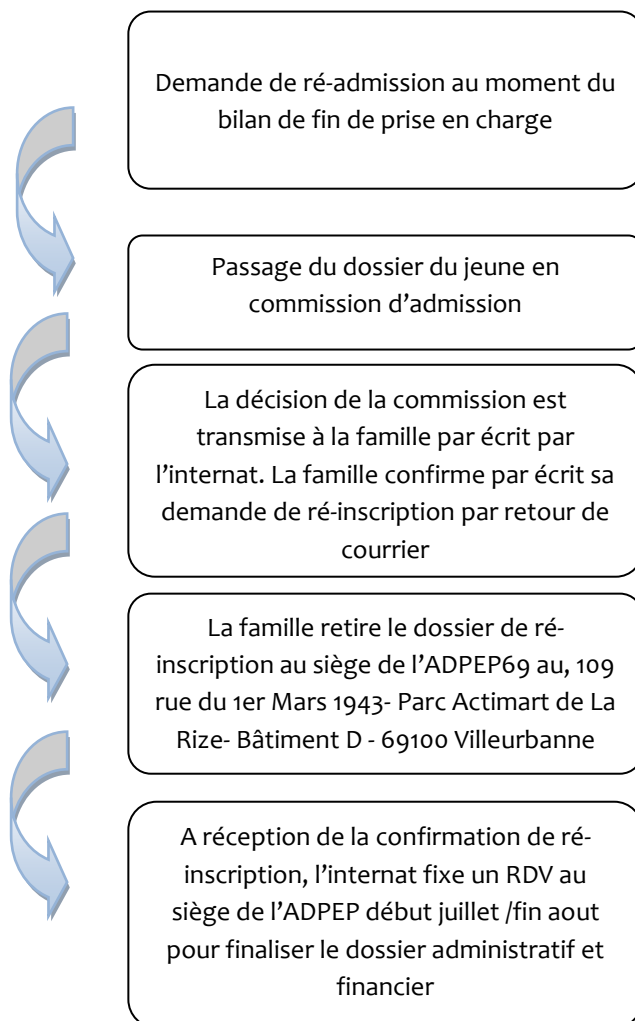 Demande de ré-admission au moment du
bilan de fin de prise en charge
Passage du dossier du jeune en
commission d’admission
La décision de la commission est
transmise à la famille par écrit par
l’internat. La famille confirme par écrit sa
demande de ré-inscription par retour de
courrier
La famille retire le dossier de ré-
inscription au siège de l’ADPEP69 au, 109
rue du 1er Mars 1943- Parc Actimart de La
Rize- Bâtiment D - 69100 Villeurbanne
A réception de la confirmation de ré-
inscription, l’internat fixe un RDV au
siège de l’ADPEP début juillet /fin aout
pour finaliser le dossier administratif et
financier